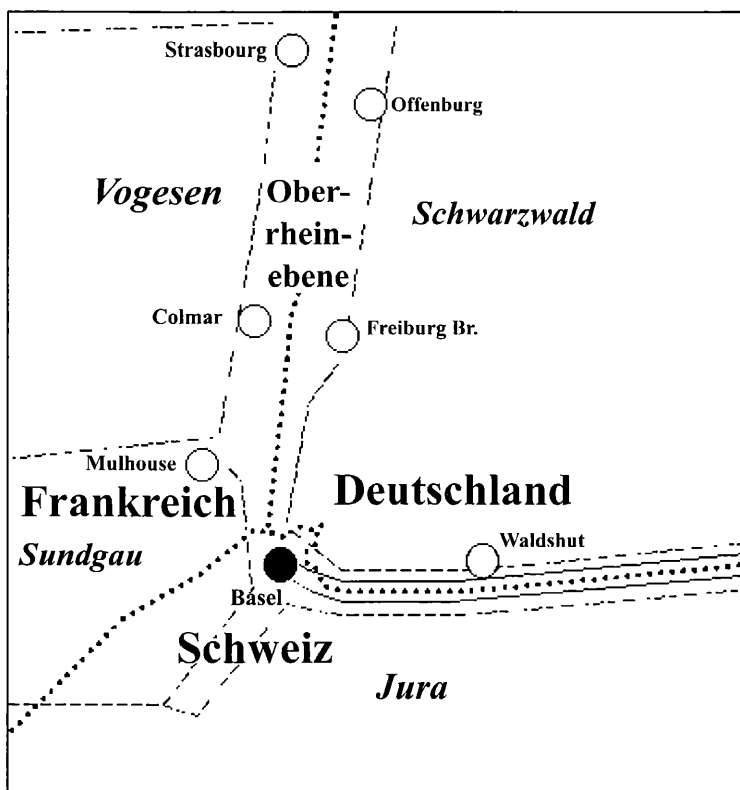 Strasbourg
Offenburg
Vogesen
Ober-
rhein-
ebene
Schwarzwald
Colmar
Freiburg Br.
Mulhouse
Frankreich
Deutschland
Sundgau
Waldshut
Basel
Schweiz
Jura